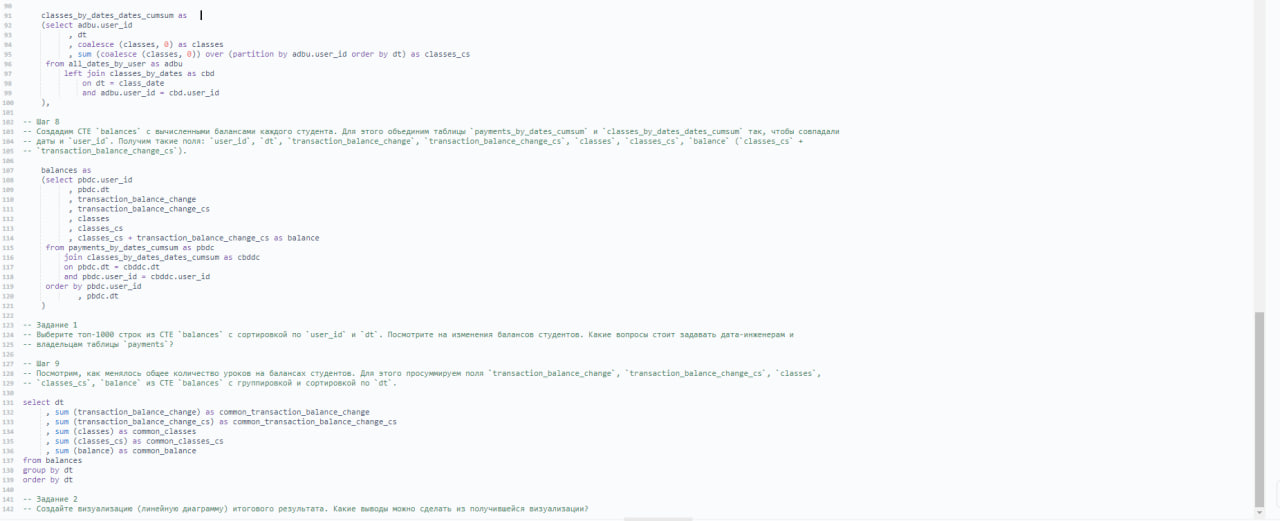 90
91 classes_by_dates_dates_cumsum as
92 (select adbu.user_id
93 , dt
94 , coalesce (classes, 0) as classes
95 , sum (coalesce (classes, 0)) over (partition by adbu.user_id order by dt) as classes_cs
96 from all_dates_by_user as adbu
97 left join classes_by_dates as cbd
98 on dt = class_date
99 and adbu.user_id = cbd.user_id
100 ),
101
102 -- Шаг 8
103 -- Создадим CTE `balances` с вычисленными балансами каждого студента. Для этого объединим таблицы `payments_by_dates_cumsum` и `classes_by_dates_dates_cumsum` так, чтобы совпадали
104 -- даты и `user_id`. Получим такие поля: `user_id`, `dt`, `transaction_balance_change`, `transaction_balance_change_cs`, `classes`, `classes_cs`, `balance` (`classes_cs` +
105 -- `transaction_balance_change_cs`).
106
107 balances as
108 (select pbdc.user_id
109 , pbdc.dt
110 , transaction_balance_change
111 , transaction_balance_change_cs
112 , classes
113 , classes_cs
114 , classes_cs + transaction_balance_change_cs as balance
115 from payments_by_dates_cumsum as pbdc
116 join classes_by_dates_dates_cumsum as cbddc
117 on pbdc.dt = cbddc.dt
118 and pbdc.user_id = cbddc.user_id
119 order by pbdc.user_id
120 , pbdc.dt
121 )
122
123 -- Задание 1
124 -- Выберите топ-1000 строк из CTE `balances` с сортировкой по `user_id` и `dt`. Посмотрите на изменения балансов студентов. Какие вопросы стоит задавать дата-инженерам и
125 -- владельцам таблицы `payments`?
126
127 -- Шаг 9
128 -- Посмотрим, как менялось общее количество уроков на балансах студентов. Для этого просуммируем поля `transaction_balance_change`, `transaction_balance_change_cs`, `classes`,
129 -- `classes_cs`, `balance` из CTE `balances` с группировкой и сортировкой по `dt`.
130
131 select dt
132 , sum (transaction_balance_change) as common_transaction_balance_change
133 , sum (transaction_balance_change_cs) as common_transaction_balance_change_cs
134 , sum (classes) as common_classes
135 , sum (classes_cs) as common_classes_cs
136 , sum (balance) as common_balance
137 from balances
138 group by dt
139 order by dt
140
141 -- Задание 2
142 -- Создайте визуализацию (линейную диаграмму) итогового результата. Какие выводы можно сделать из получившейся визуализации?